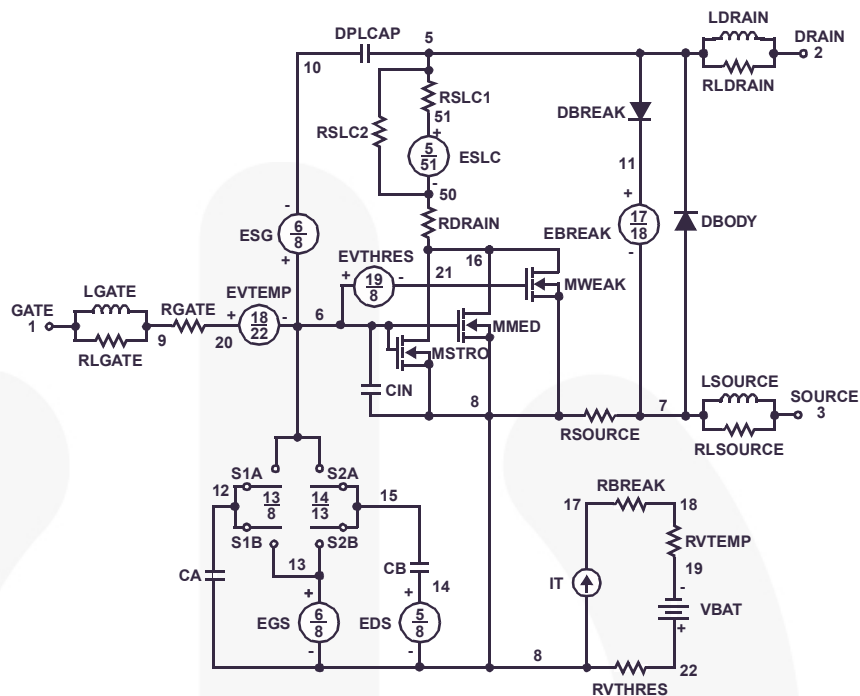 LDRAIN
DPLCAP 5 DRAIN
10 2
RLDRAIN
RSLC1
51
DBREAK
RSLC2
+
5
51
ESLC
-
11
50
-
+
RDRAIN
17
18
EBREAK
DBODY
ESG
6
8
EVTHRES
16
-
+
+
19
8
-
21
MWEAK
LGATE
EVTEMP
GATE
1
RGATE
+
18
22
-
6
MMED
9
20
RLGATE
MSTRO
CIN
LSOURCE
8
7
SOURCE
3
RSOURCE
RLSOURCE
S1A
S2A
12
13
8
14
13
15
RBREAK
17
18
S1B
S2B
RVTEMP
13
CB
19
CA
14
IT
-
+
+
VBAT
EGS
6
8
EDS
5
8
+
-
-
8
22
RVTHRES